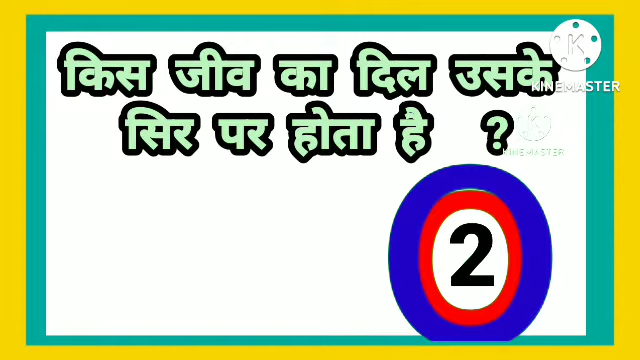 किस जीव का दिल उसके
KINEMASTER
सिर पर होता है ?
KINEMASTER
2